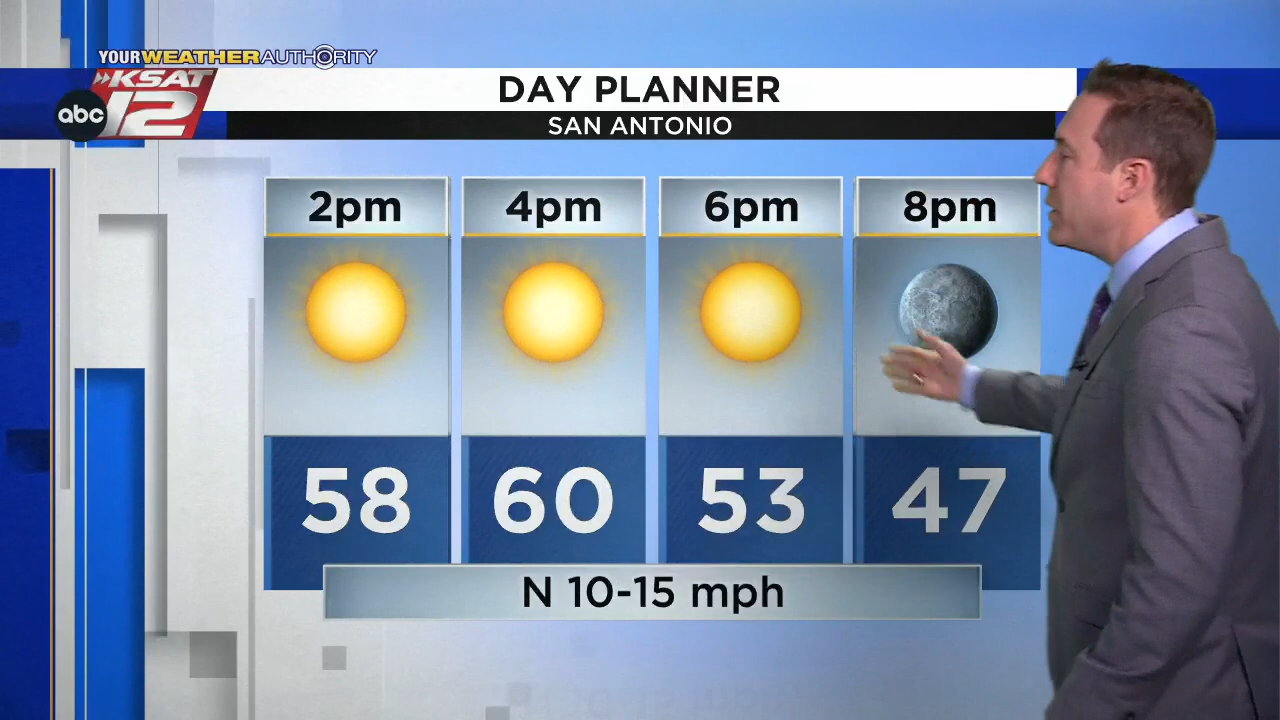 YOURWEATHERAUTHORITY
KSAT
abc 12
DAY PLANNER
SAN ANTONIO
2pm 4pm 6pm 8pm
58 60 53 47
N 10-15 mph